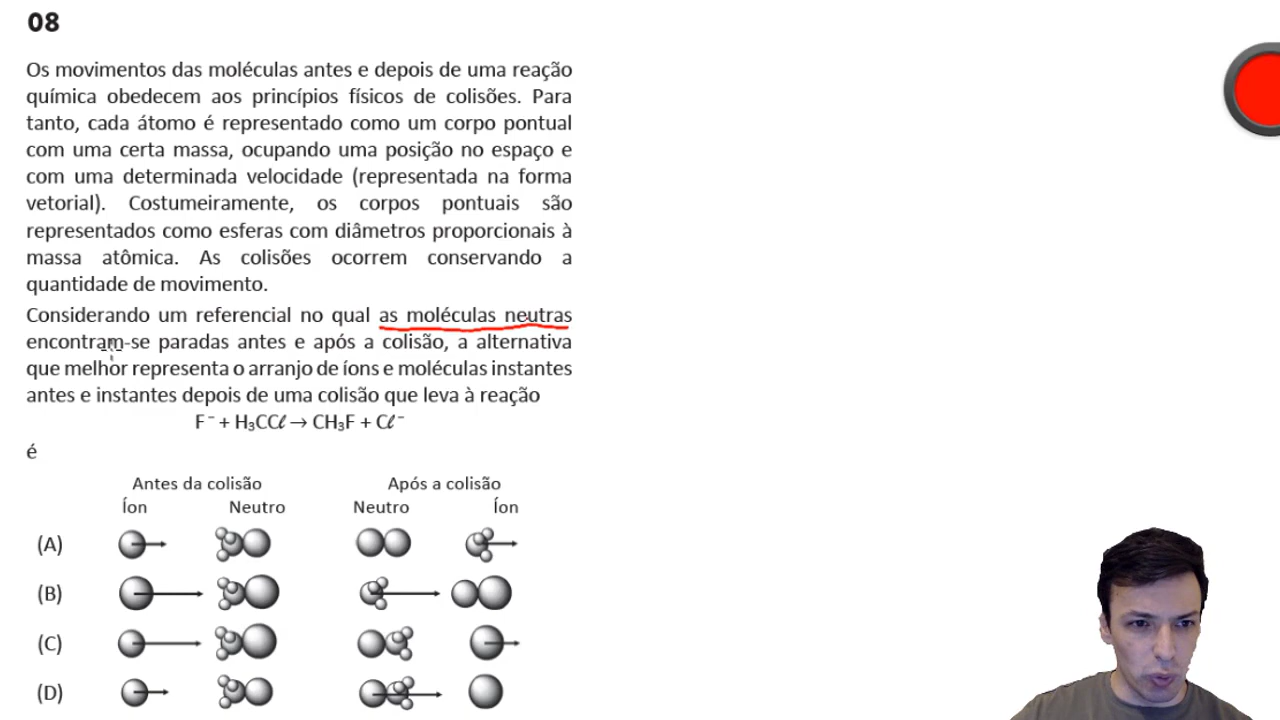 08
Os movimentos das moléculas antes e depois de uma reação
química obedecem aos princípios físicos de colisões. Para
tanto, cada átomo é representado como um corpo pontual
com uma certa massa, ocupando uma posição no espaço e
com uma determinada velocidade (representada na forma
vetorial). Costumeiramente, os corpos pontuais são
representados como esferas com diâmetros proporcionais à
massa atômica. As colisões ocorrem conservando a
quantidade de movimento.
Considerando um referencial no qual as moléculas neutras
encontram-se paradas antes e após a colisão, a alternativa
que melhor representa o arranjo de íons e moléculas instantes
antes e instantes depois de uma colisão que leva à reação
F⁻ + H₃CCℓ → CH₃F + Cℓ⁻
é
Antes da colisão Após a colisão
Íon Neutro Neutro Íon
(A)
(B)
(C)
(D)